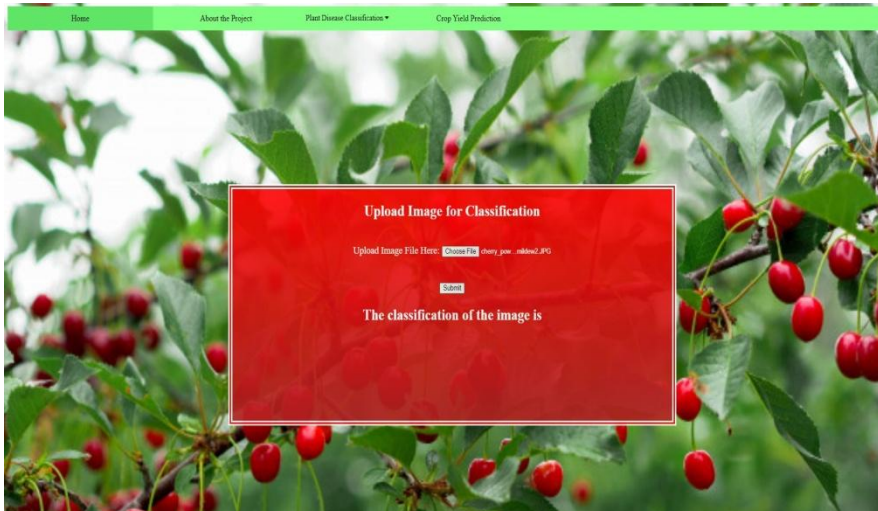 Home About the Project Plant Disease Classification ▾ Crop Yield Prediction
Upload Image for Classification
Upload Image File Here: Choose File cherry_pow...mildew2.JPG
Submit
The classification of the image is